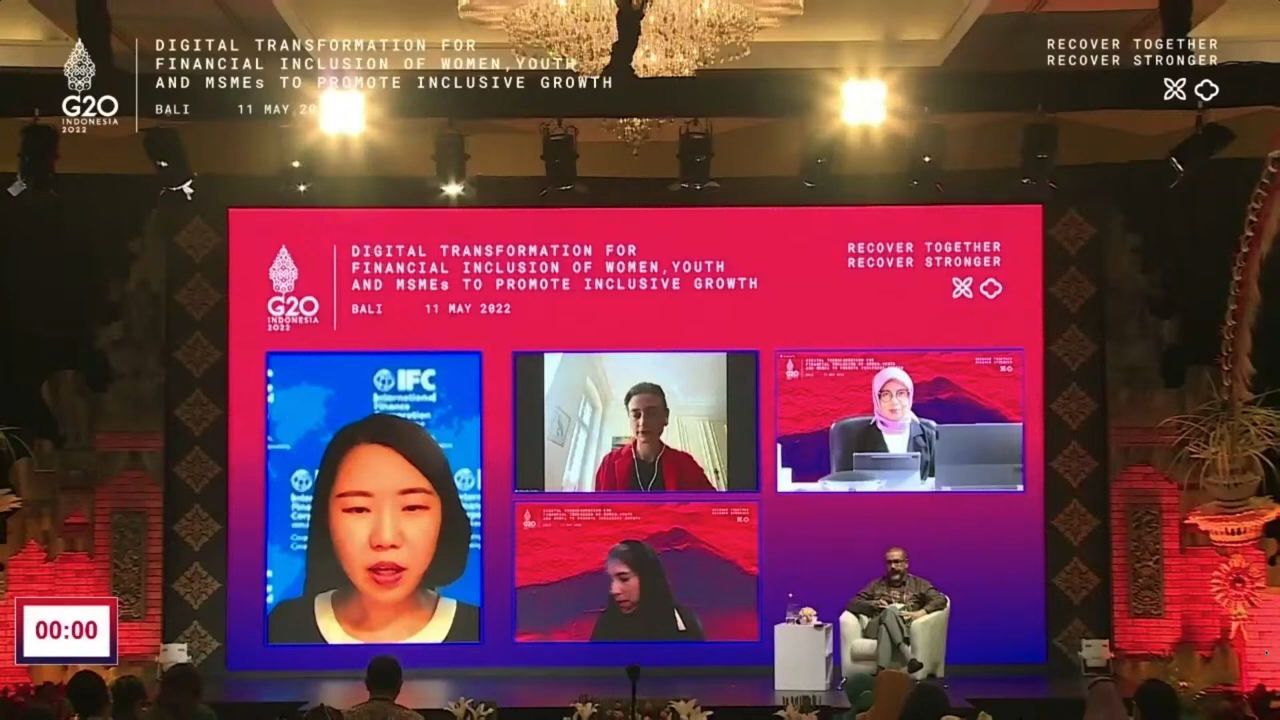 G20
INDONESIA
2022
DIGITAL TRANSFORMATION FOR
FINANCIAL INCLUSION OF WOMEN, YOUTH
AND MSMEs TO PROMOTE INCLUSIVE GROWTH
BALI 11 MAY 20
RECOVER TOGETHER
RECOVER STRONGER
G20
INDONESIA
2022
DIGITAL TRANSFORMATION FOR
FINANCIAL INCLUSION OF WOMEN, YOUTH
AND MSMEs TO PROMOTE INCLUSIVE GROWTH
BALI 11 MAY 2022
RECOVER TOGETHER
RECOVER STRONGER
IFC
International
Finance
00:00